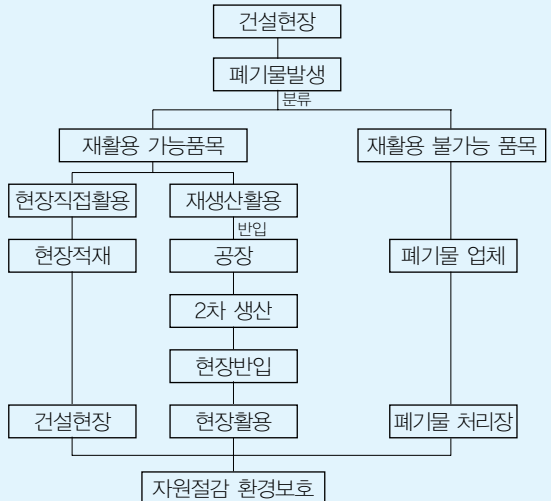 건설현장
폐기물발생
분류
재활용 가능품목
재활용 불가능 품목
현장직접활용
재생산활용
반입
현장적재
공장
폐기물 업체
2차 생산
현장반입
건설현장
현장활용
폐기물 처리장
자원절감 환경보호